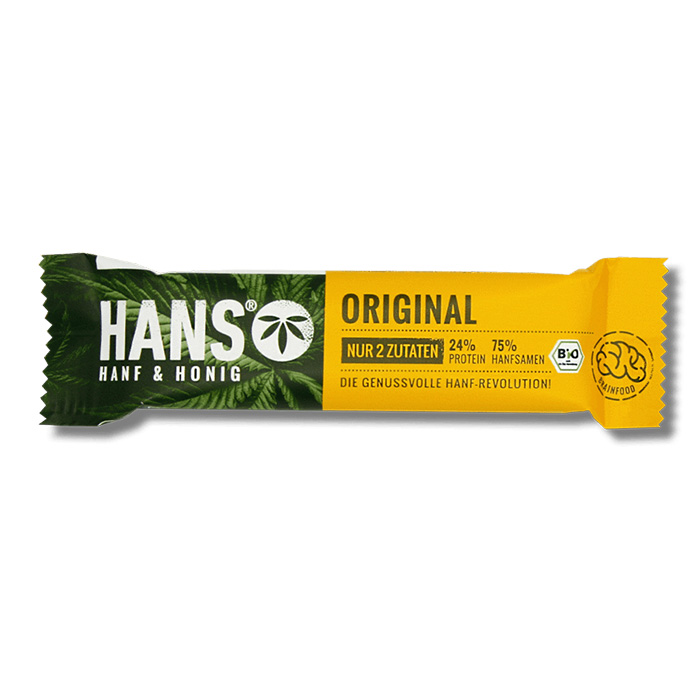 HANS®
HANF & HONIG
ORIGINAL
NUR 2 ZUTATEN
24%
PROTEIN
75%
HANFSAMEN
BiO
DIE GENUSSVOLLE HANF-REVOLUTION!
BRAINFOOD